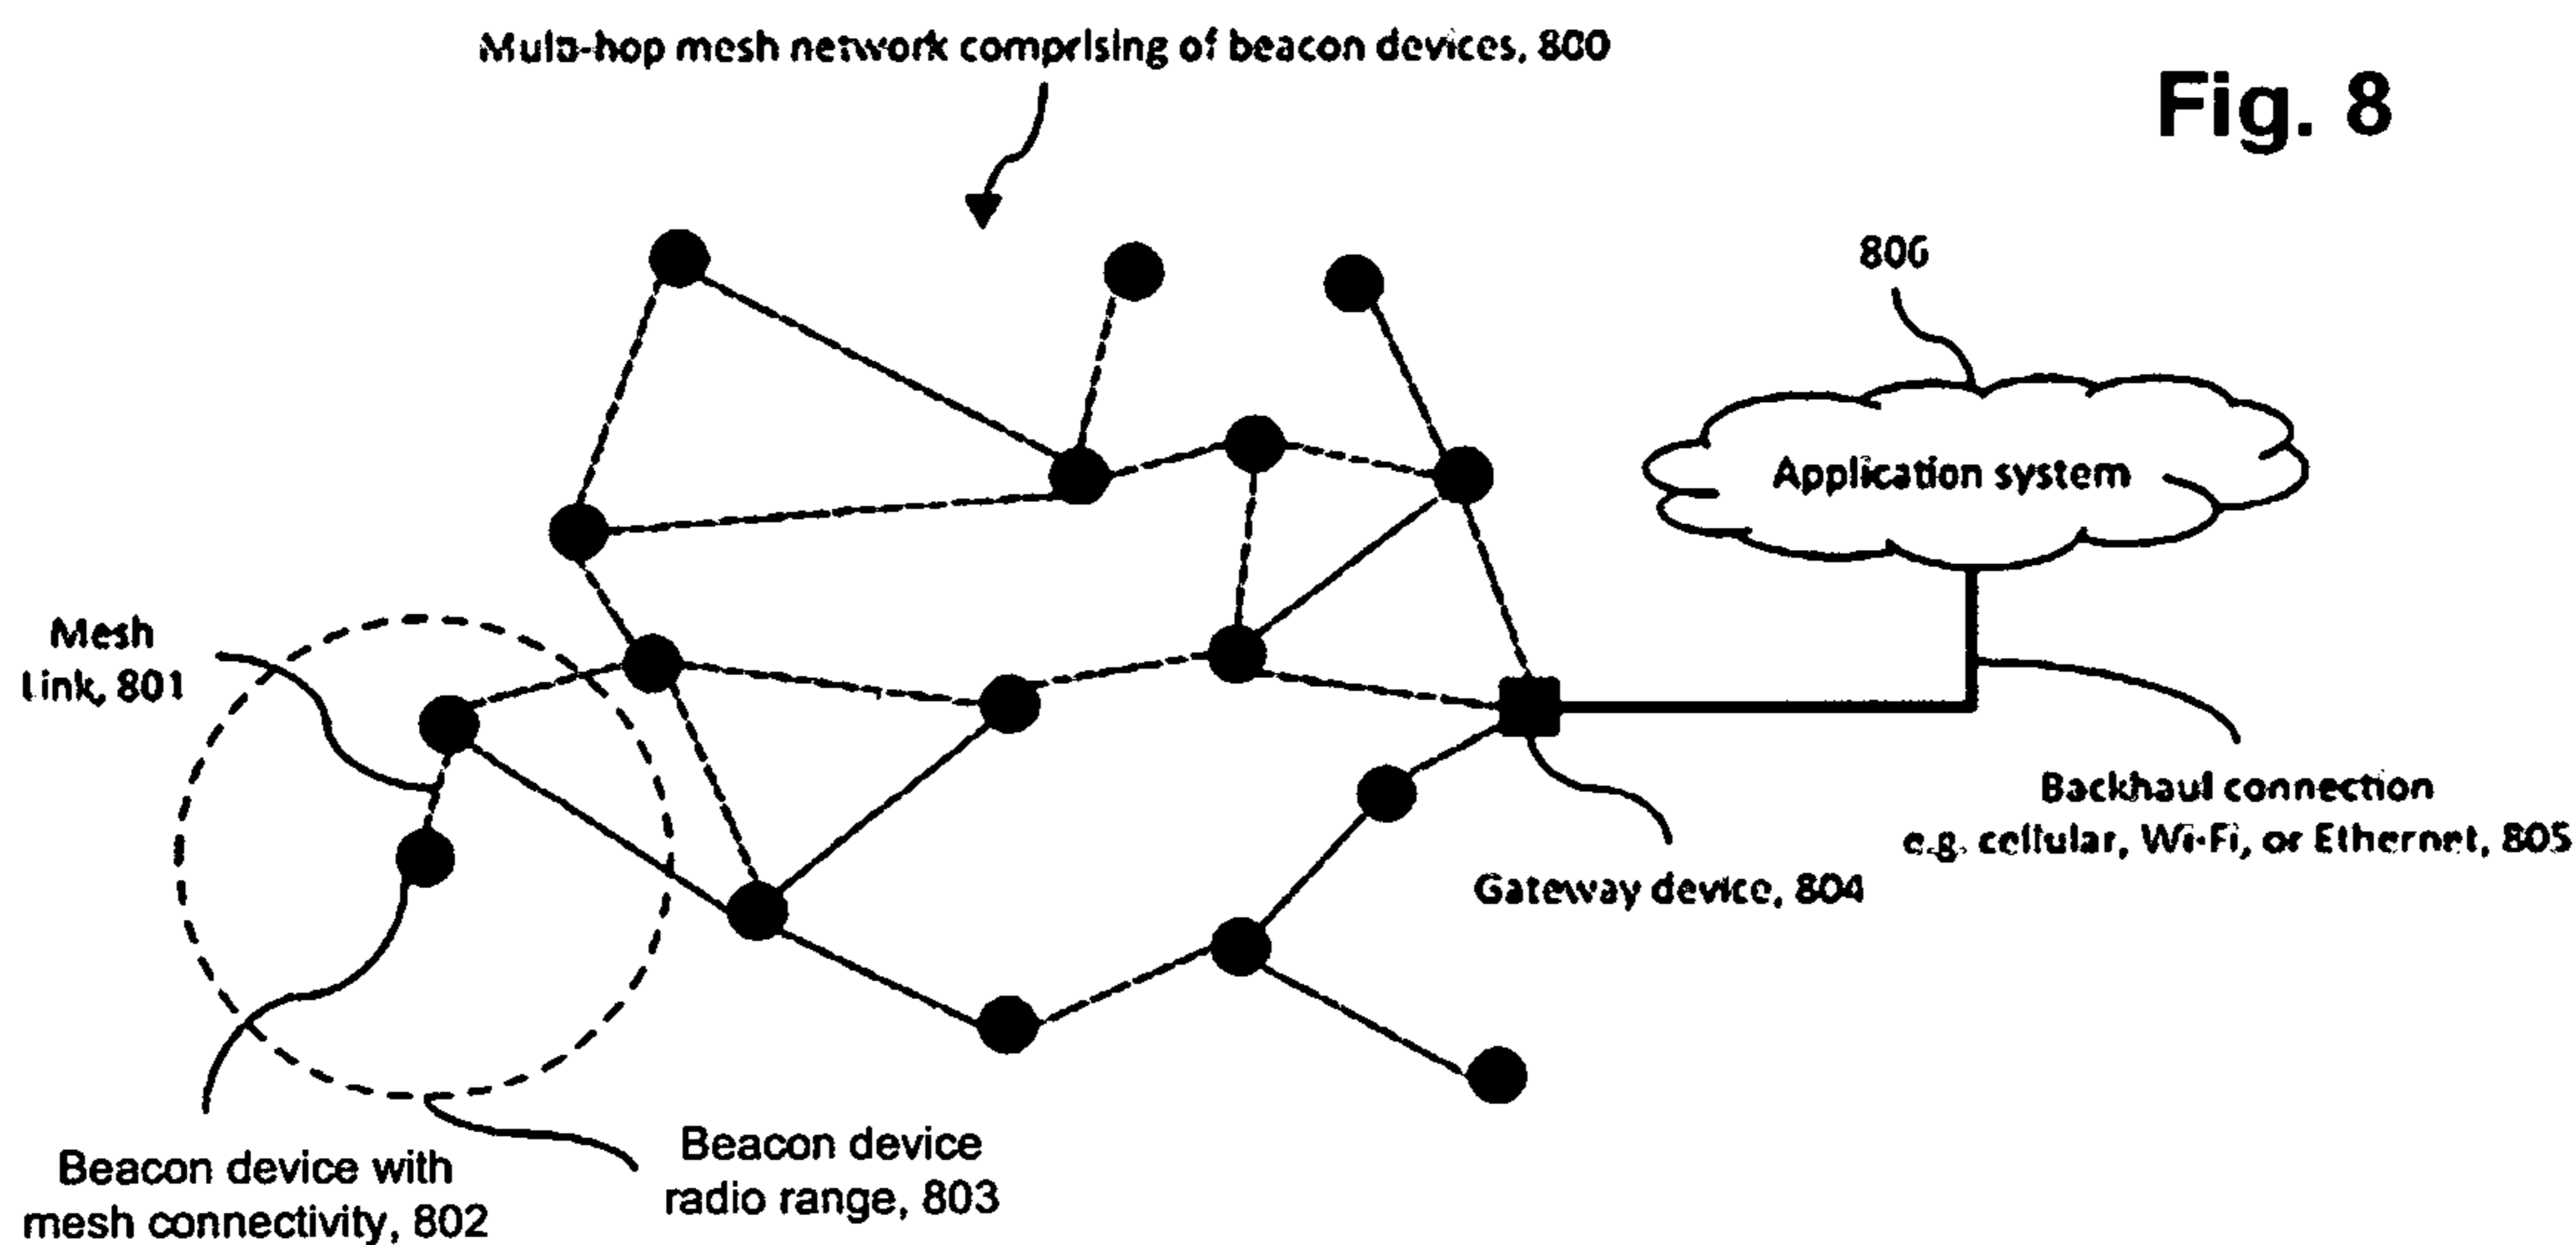 Multi-hop mesh network comprising of beacon devices, 800
Fig. 8
806
Application system
Mesh
Link, 801
Backhaul connection
e.g. cellular, Wi-Fi, or Ethernet, 805
Gateway device, 804
Beacon device
radio range, 803
Beacon device with
mesh connectivity, 802